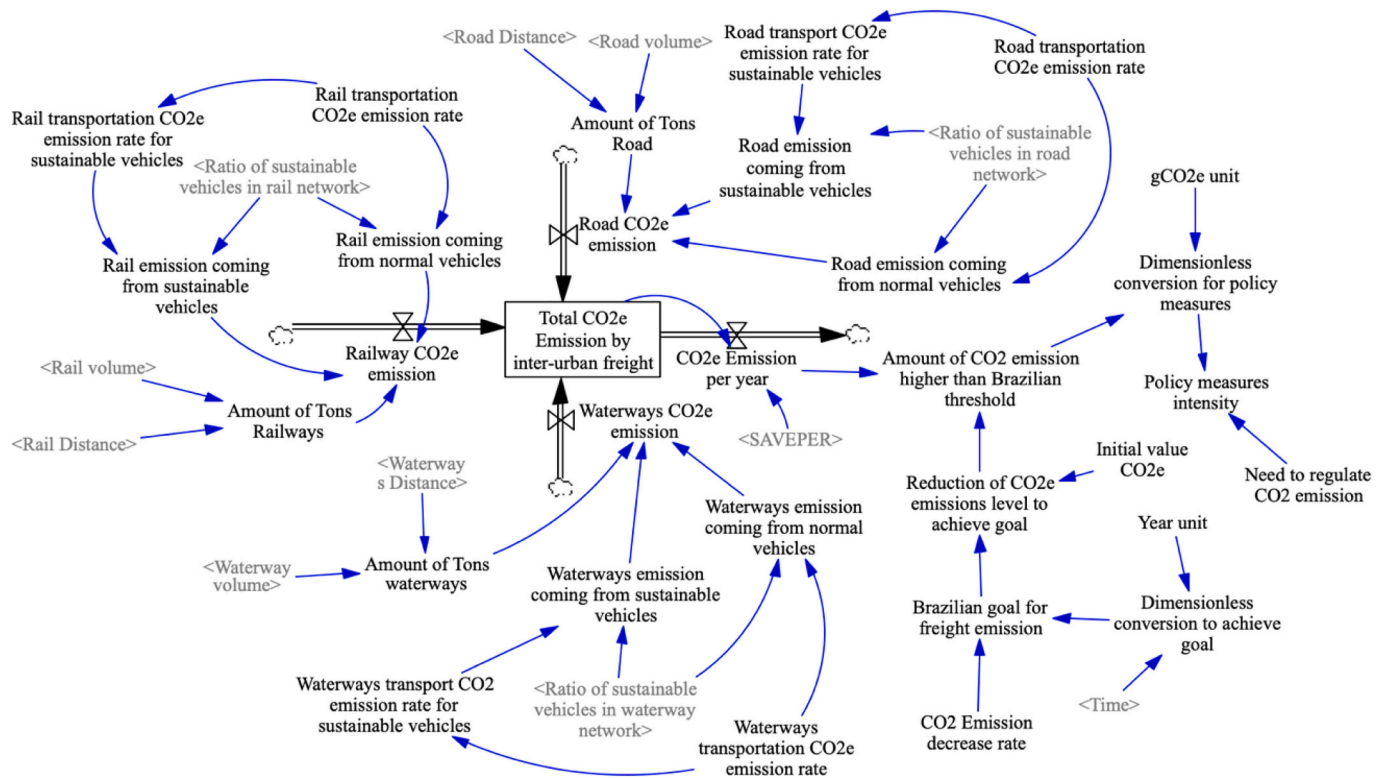 <Road Distance>
<Road volume>
Road transport CO2e
emission rate for
sustainable vehicles
Road transportation
CO2e emission rate
Rail transportation CO2e
emission rate for
sustainable vehicles
Rail transportation
CO2e emission rate
Amount of Tons
Road
<Ratio of sustainable
vehicles in road
network>
Road emission
coming from
sustainable vehicles
<Ratio of sustainable
vehicles in rail network>
gCO2e unit
Rail emission coming
from normal vehicles
Road CO2e
emission
Rail emission coming
from sustainable
vehicles
Road emission coming
from normal vehicles
Dimensionless
conversion for policy
measures
Total CO2e
Emission by
inter-urban freight
Railway CO2e
emission
CO2e Emission
per year
Amount of CO2 emission
higher than Brazilian
threshold
Policy measures
intensity
<Rail volume>
Amount of Tons
Railways
<Rail Distance>
Waterways CO2e
emission
<SAVEPER>
Initial value
CO2e
Need to regulate
CO2 emission
<Waterway
s Distance>
Reduction of CO2e
emissions level to
achieve goal
Waterways emission
coming from normal
vehicles
Year unit
<Waterway
volume>
Amount of Tons
waterways
Waterways emission
coming from sustainable
vehicles
Brazilian goal for
freight emission
Dimensionless
conversion to achieve
goal
Waterways transport CO2
emission rate for
sustainable vehicles
<Ratio of sustainable
vehicles in waterway
network>
<Time>
Waterways
transportation CO2e
emission rate
CO2 Emission
decrease rate